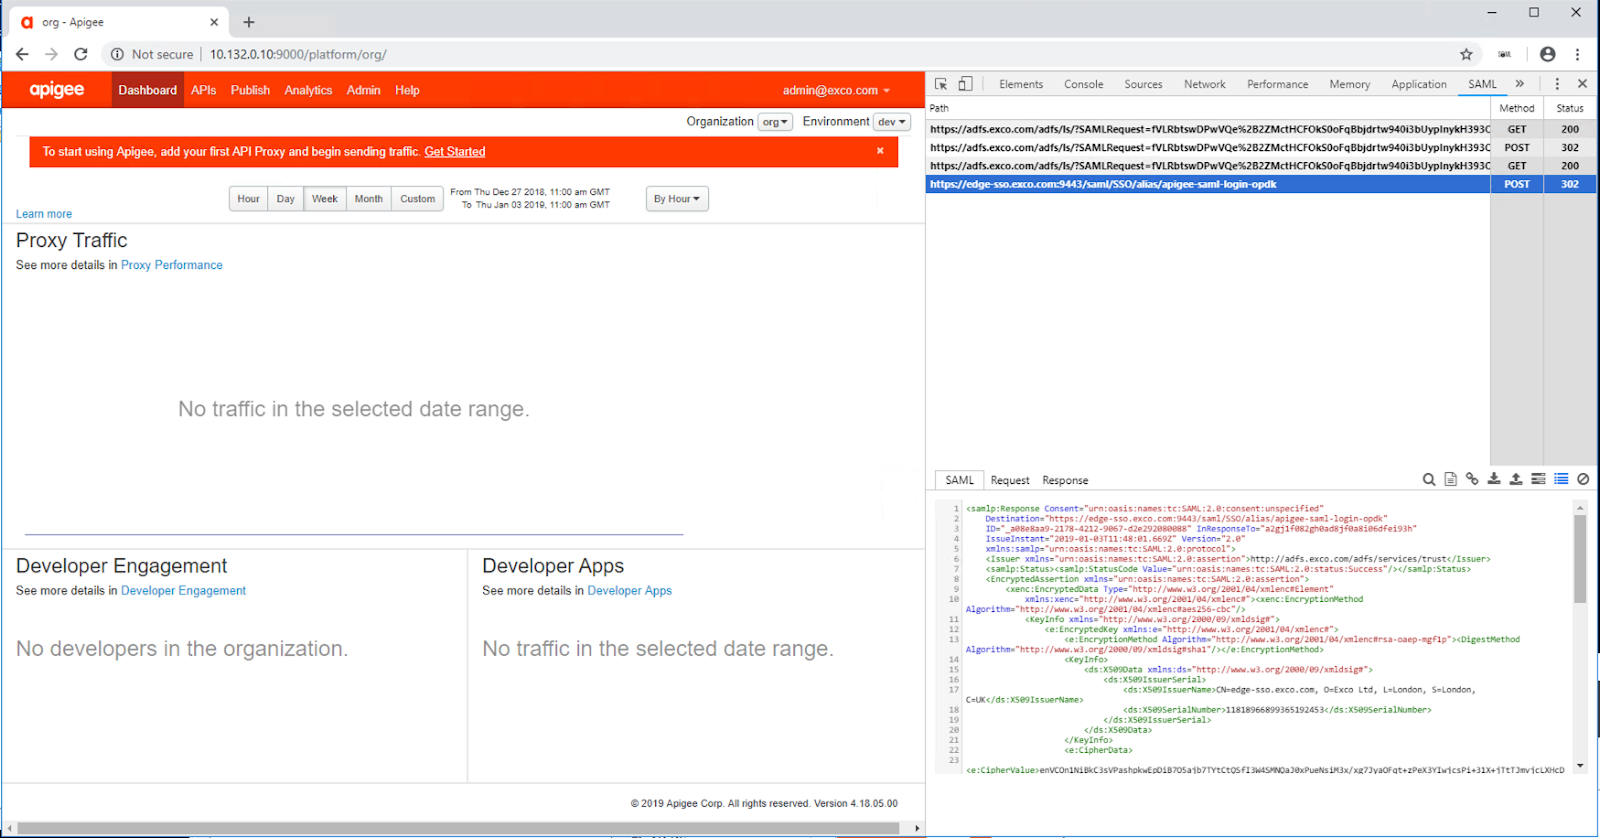 org - Apigee
Not secure
10.132.0.10:9000/platform/org/
apigee
Dashboard APIs Publish Analytics Admin Help
admin@exco.com
Organization org Environment dev
To start using Apigee, add your first API Proxy and begin sending traffic. Get Started
Hour Day Week Month Custom
From Thu Dec 27 2018, 11:00 am GMT
To Thu Jan 03 2019, 11:00 am GMT
By Hour
Learn more
Proxy Traffic
See more details in Proxy Performance
No traffic in the selected date range.
Developer Engagement
See more details in Developer Engagement
No developers in the organization.
Developer Apps
See more details in Developer Apps
No traffic in the selected date range.
© 2019 Apigee Corp. All rights reserved. Version 4.18.05.00
Elements Console Sources Network Performance Memory Application SAML
Path Method Status
https://adfs.exco.com/adfs/ls/?SAMLRequest= GET 200
https://adfs.exco.com/adfs/ls/?SAMLRequest= POST 302
https://adfs.exco.com/adfs/ls/?SAMLRequest= GET 200
https://edge-sso.exco.com:9443/saml/SSO/alias/apigee-saml-login-opdk POST 302
SAML Request Response
1 <samlp:Response Consent="urn:oasis:names:tc:SAML:2.0:consent:unspecified"
2 Destination="https://edge-sso.exco.com:9443/saml/SSO/alias/apigee-saml-login-opdk"
3 ID="_a08e8aa9-2178-4212-9067-d2e292080088" InResponseTo="a2gj1f082gh0ad8jf0a8i06dfei93h"
4 IssueInstant="2019-01-03T11:48:01.669Z" Version="2.0"
5 xmlns:samlp="urn:oasis:names:tc:SAML:2.0:protocol">
6 <Issuer xmlns="urn:oasis:names:tc:SAML:2.0:assertion">http://adfs.exco.com/adfs/services/trust</Issuer>
7 <samlp:Status><samlp:StatusCode Value="urn:oasis:names:tc:SAML:2.0:status:Success"/></samlp:Status>
8 <EncryptedAssertion xmlns="urn:oasis:names:tc:SAML:2.0:assertion">
9 <xenc:EncryptedData Type="http://www.w3.org/2001/04/xmlenc#Element"
10 xmlns:xenc="http://www.w3.org/2001/04/xmlenc#"><xenc:EncryptionMethod
Algorithm="http://www.w3.org/2001/04/xmlenc#aes256-cbc"/>
11 <KeyInfo xmlns="http://www.w3.org/2000/09/xmldsig#">
12 <e:EncryptedKey xmlns:e="http://www.w3.org/2001/04/xmlenc#">
13 <e:EncryptionMethod Algorithm="http://www.w3.org/2001/04/xmlenc#rsa-oaep-mgf1p"><DigestMethod
Algorithm="http://www.w3.org/2000/09/xmldsig#sha1"/></e:EncryptionMethod>
14 <KeyInfo>
15 <ds:X509Data xmlns:ds="http://www.w3.org/2000/09/xmldsig#">
16 <ds:X509IssuerSerial>
17 <ds:X509IssuerName>CN=edge-sso.exco.com, O=Exco Ltd, L=London, S=London,
C=UK</ds:X509IssuerName>
18 <ds:X509SerialNumber>11818966899365192453</ds:X509SerialNumber>
19 </ds:X509IssuerSerial>
20 </ds:X509Data>
21 </KeyInfo>
22 <e:CipherData>
23
<e:CipherValue>